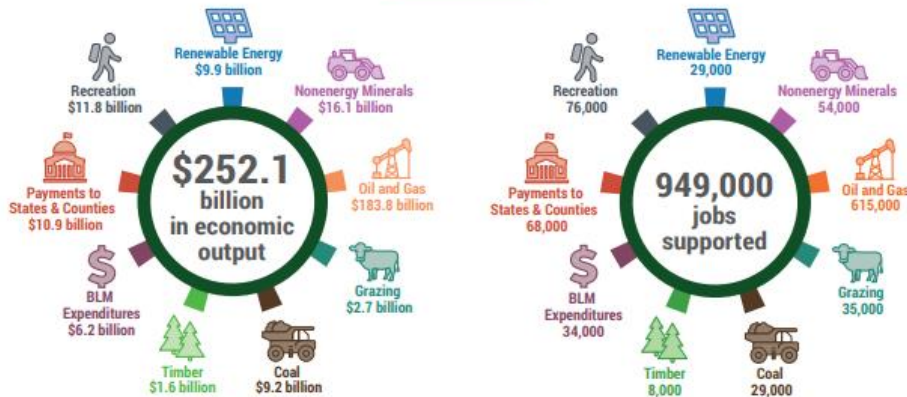 Renewable Energy
$9.9 billion
Recreation
$11.8 billion
Nonenergy Minerals
$16.1 billion
Payments to
States & Counties
$10.9 billion
$252.1
billion
in economic
output
Oil and Gas
$183.8 billion
BLM
Expenditures
$6.2 billion
Grazing
$2.7 billion
Timber
$1.6 billion
Coal
$9.2 billion
Renewable Energy
29,000
Recreation
76,000
Nonenergy Minerals
54,000
Payments to
States & Counties
68,000
949,000
jobs
supported
Oil and Gas
615,000
BLM
Expenditures
34,000
Grazing
35,000
Timber
8,000
Coal
29,000